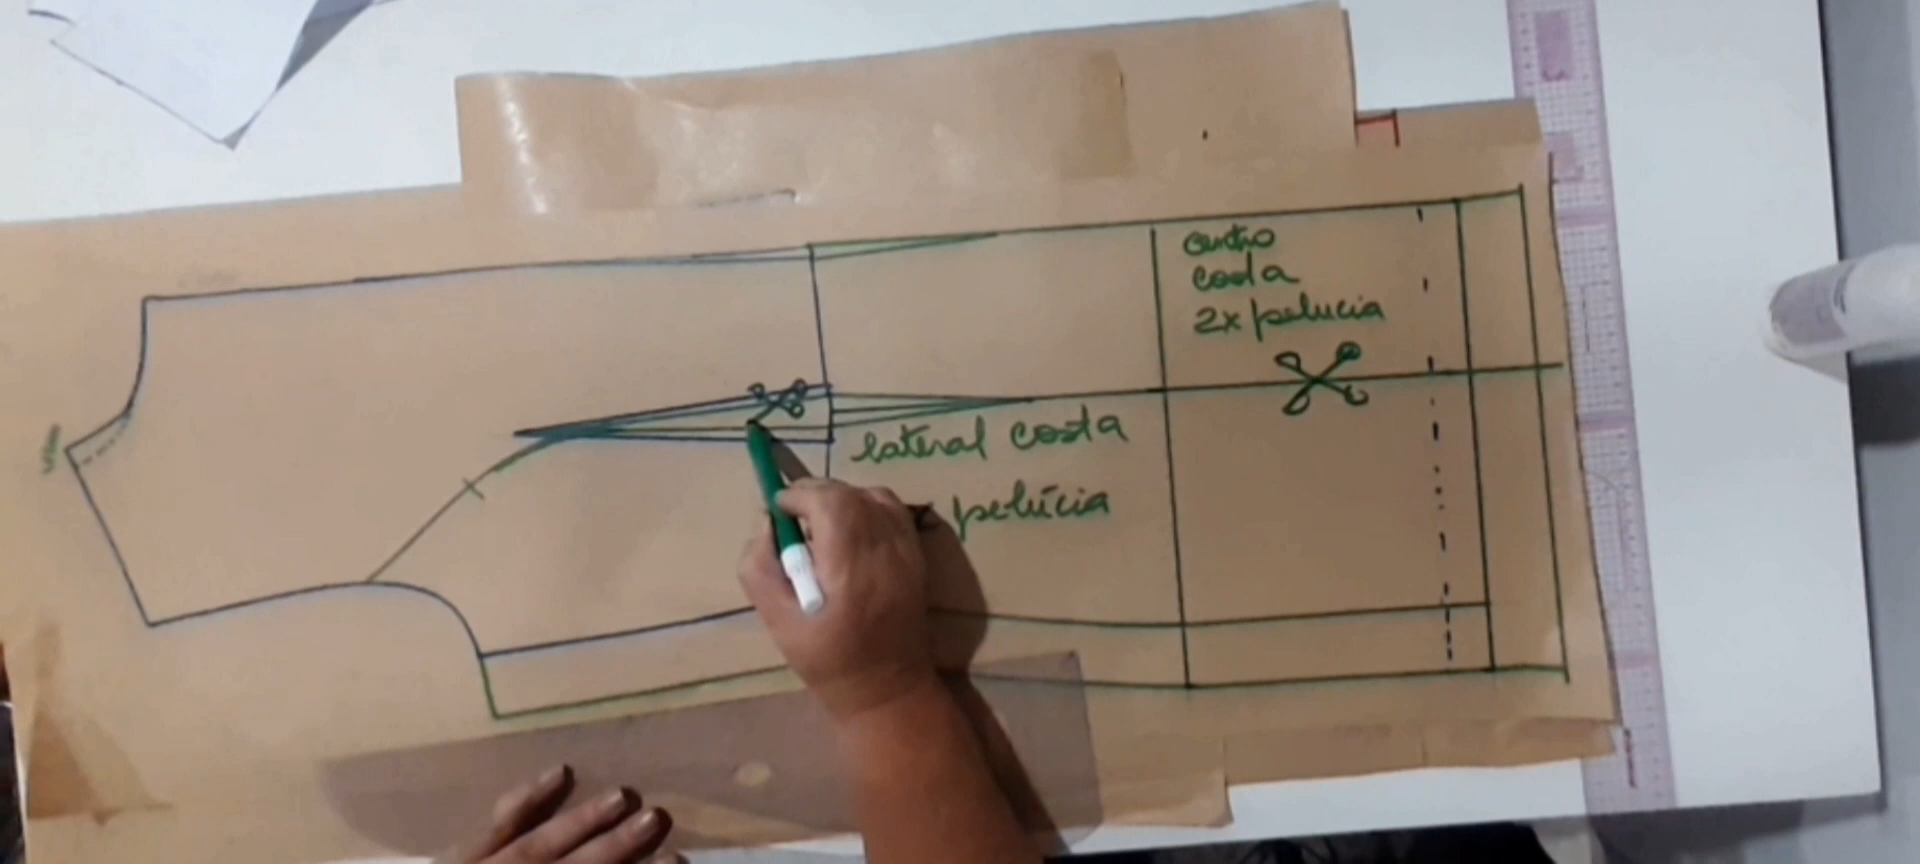 centro
costa
2x pelucia
lateral costa
pelúcia